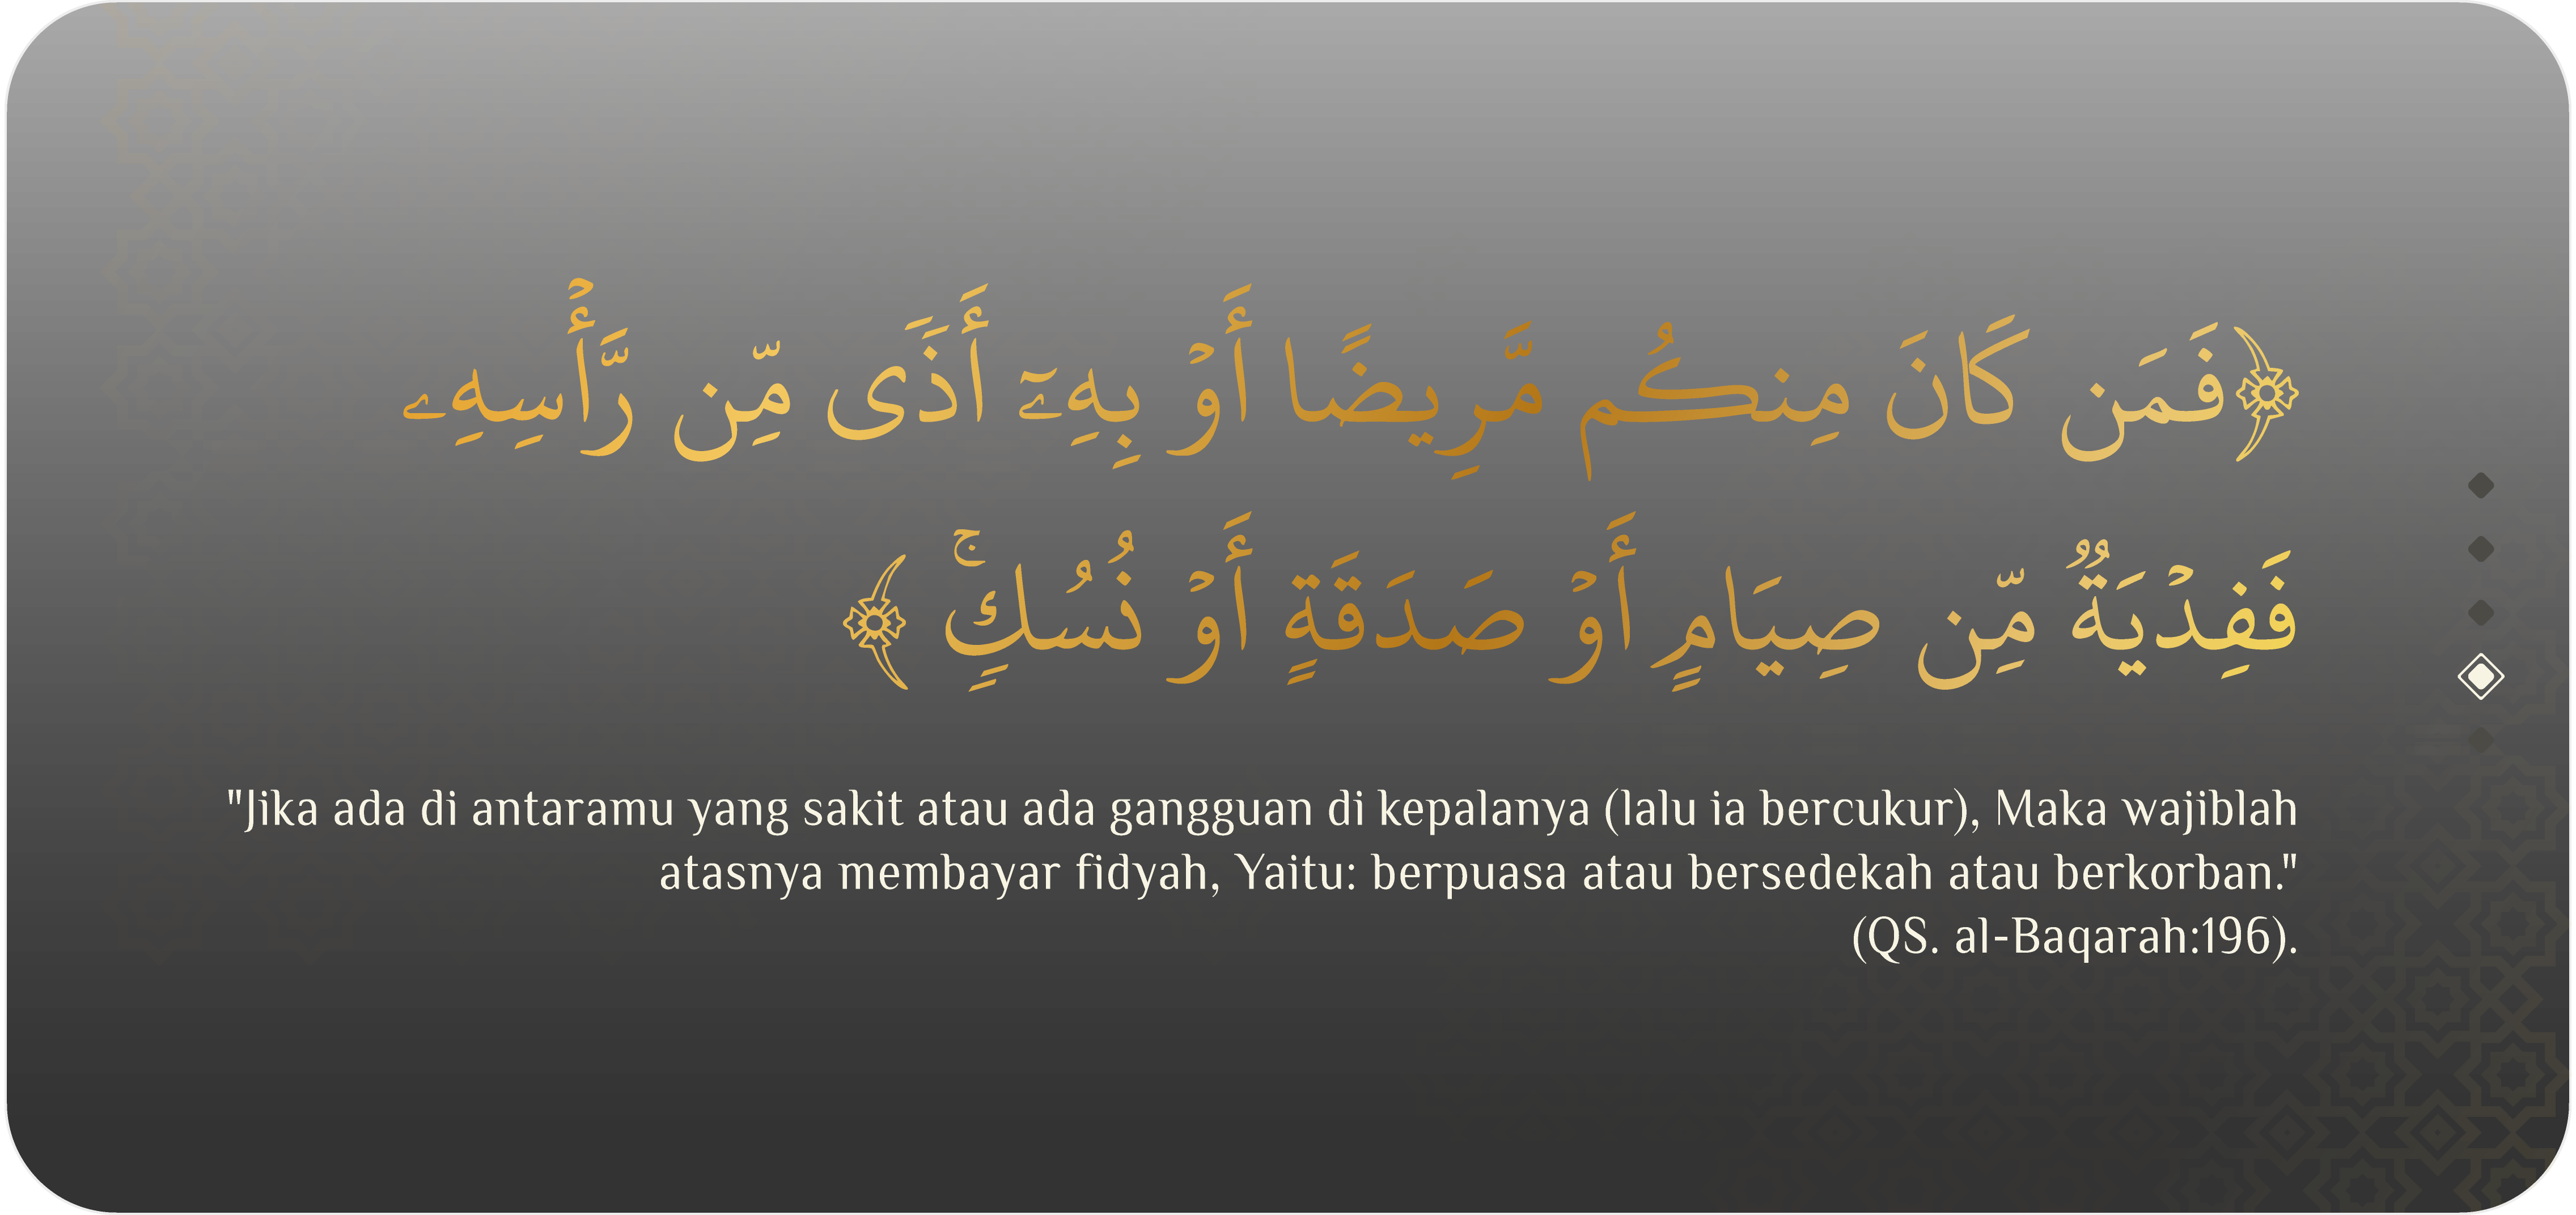 ﴿فَمَن كَانَ مِنكُم مَّرِيضًا أَوۡ بِهِۦٓ أَذٗى مِّن رَّأۡسِهِۦ
فَفِدۡيَةٞ مِّن صِيَامٍ أَوۡ صَدَقَةٍ أَوۡ نُسُكٖۚ ﴾
"Jika ada di antaramu yang sakit atau ada gangguan di kepalanya (lalu ia bercukur), Maka wajiblah
atasnya membayar fidyah, Yaitu: berpuasa atau bersedekah atau berkorban."
(QS. al-Baqarah:196).